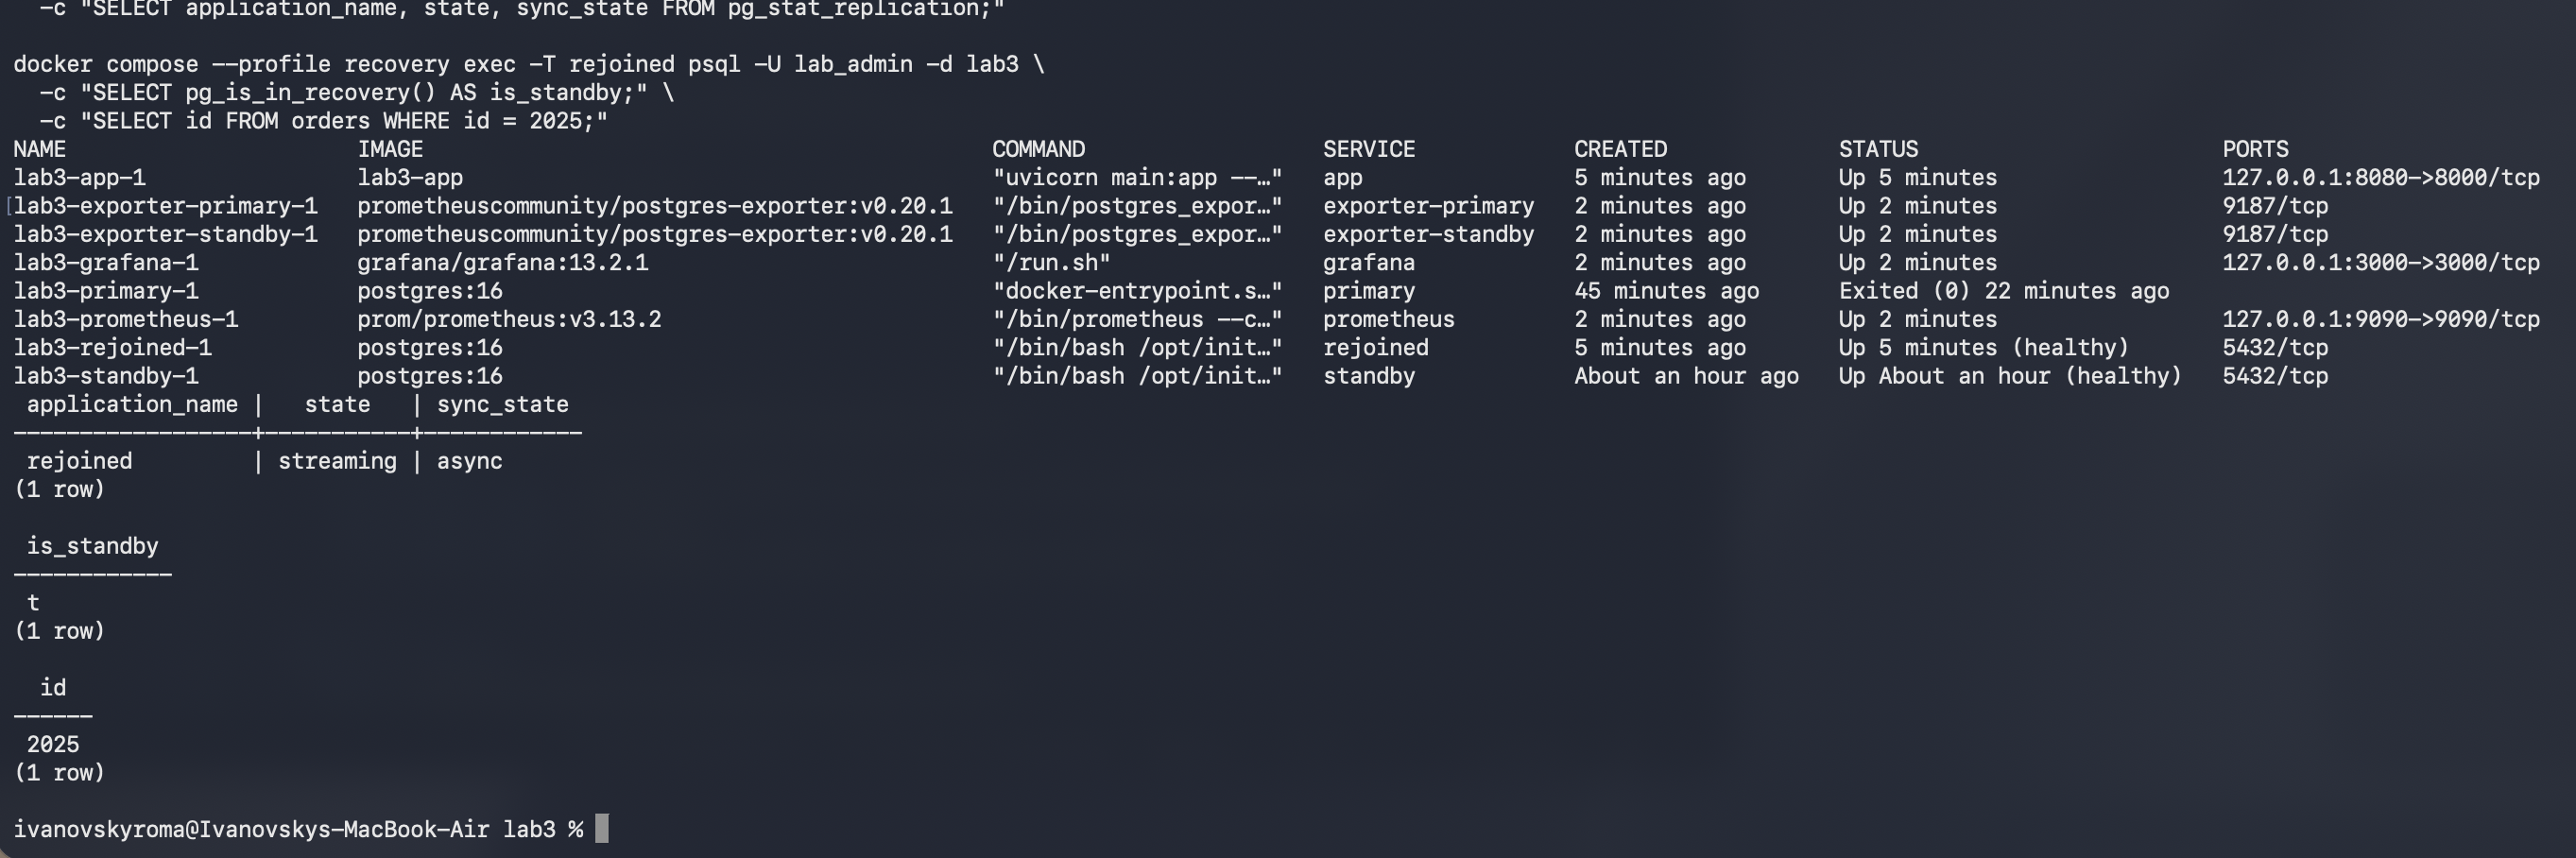 -c "SELECT application_name, state, sync_state FROM pg_stat_replication;"

docker compose --profile recovery exec -T rejoined psql -U lab_admin -d lab3 \
  -c "SELECT pg_is_in_recovery() AS is_standby;" \
  -c "SELECT id FROM orders WHERE id = 2025;"
NAME                      IMAGE                                           COMMAND                  SERVICE            CREATED             STATUS                       PORTS
lab3-app-1                lab3-app                                        "uvicorn main:app --…"   app                5 minutes ago       Up 5 minutes                 127.0.0.1:8080->8000/tcp
[lab3-exporter-primary-1   prometheuscommunity/postgres-exporter:v0.20.1   "/bin/postgres_expor…"   exporter-primary   2 minutes ago       Up 2 minutes                 9187/tcp
lab3-exporter-standby-1   prometheuscommunity/postgres-exporter:v0.20.1   "/bin/postgres_expor…"   exporter-standby   2 minutes ago       Up 2 minutes                 9187/tcp
lab3-grafana-1            grafana/grafana:13.2.1                          "/run.sh"                grafana            2 minutes ago       Up 2 minutes                 127.0.0.1:3000->3000/tcp
lab3-primary-1            postgres:16                                     "docker-entrypoint.s…"   primary            45 minutes ago      Exited (0) 22 minutes ago
lab3-prometheus-1         prom/prometheus:v3.13.2                         "/bin/prometheus --c…"   prometheus         2 minutes ago       Up 2 minutes                 127.0.0.1:9090->9090/tcp
lab3-rejoined-1           postgres:16                                     "/bin/bash /opt/init…"   rejoined           5 minutes ago       Up 5 minutes (healthy)       5432/tcp
lab3-standby-1            postgres:16                                     "/bin/bash /opt/init…"   standby            About an hour ago   Up About an hour (healthy)   5432/tcp
 application_name |   state   | sync_state
------------------+-----------+------------
 rejoined         | streaming | async
(1 row)

 is_standby
------------
 t
(1 row)

  id
------
 2025
(1 row)

ivanovskyroma@Ivanovskys-MacBook-Air lab3 %